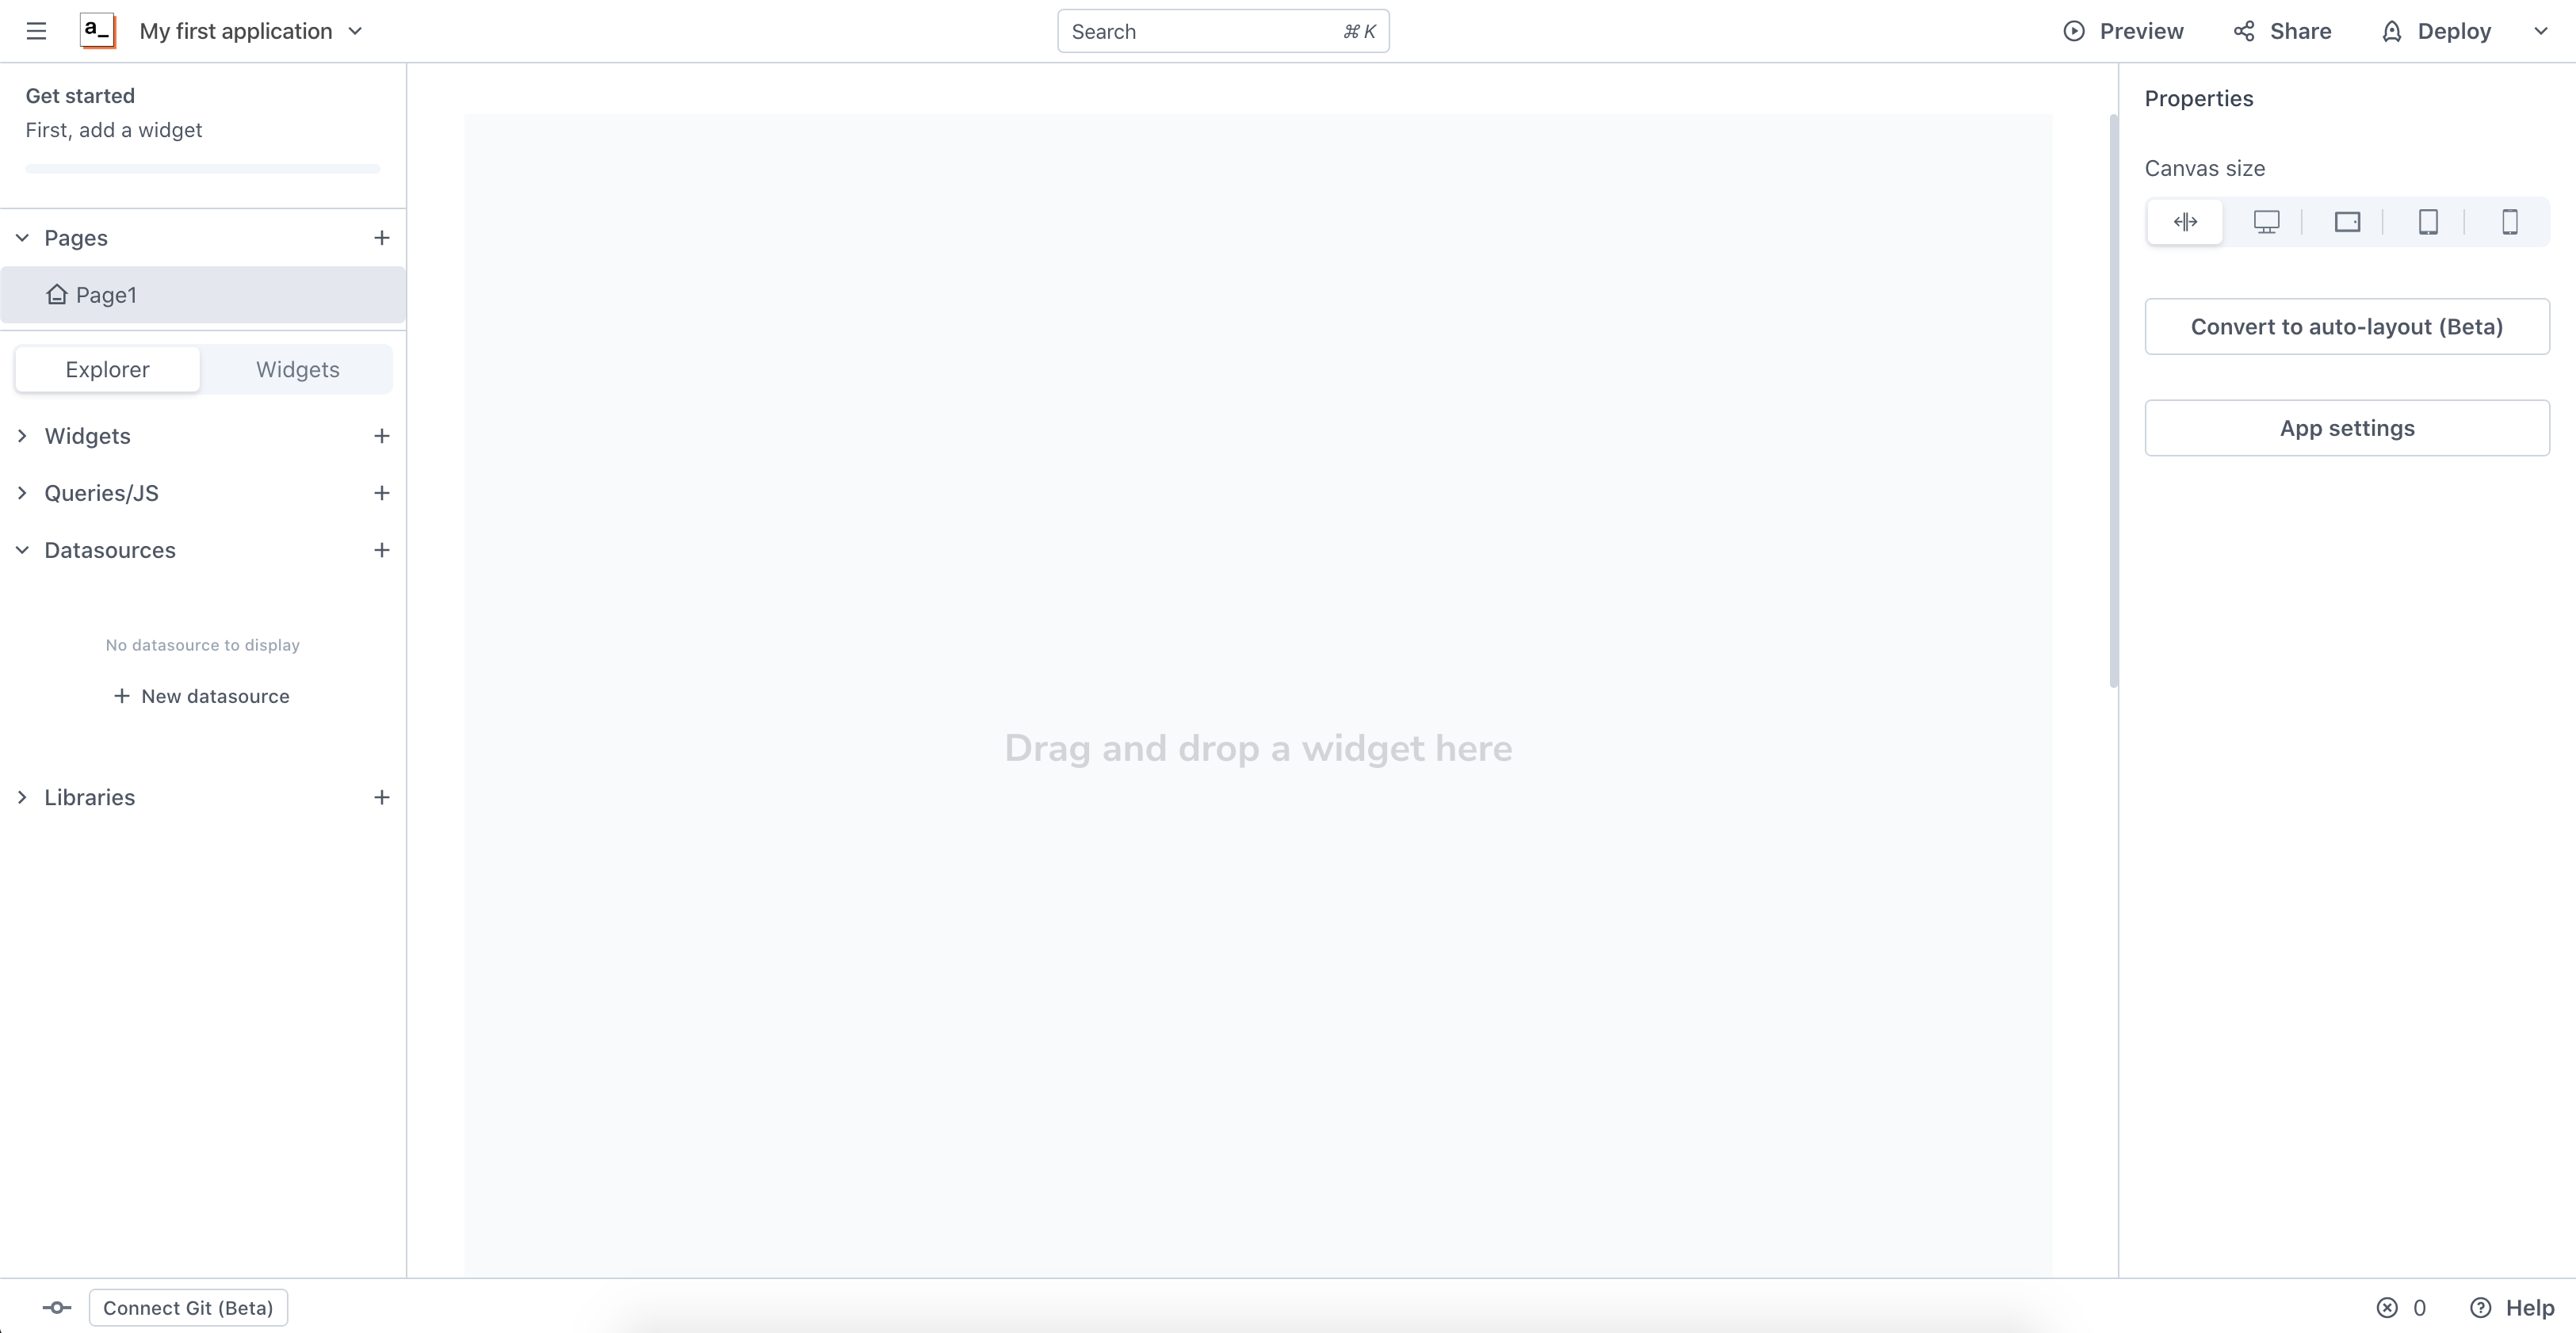 a_ My first application
Search ⌘ K
Preview Share Deploy
Get started
First, add a widget
Pages
Page1
Explorer Widgets
Widgets
Queries/JS
Datasources
No datasource to display
+ New datasource
Libraries
Drag and drop a widget here
Properties
Canvas size
Convert to auto-layout (Beta)
App settings
Connect Git (Beta)
0 Help